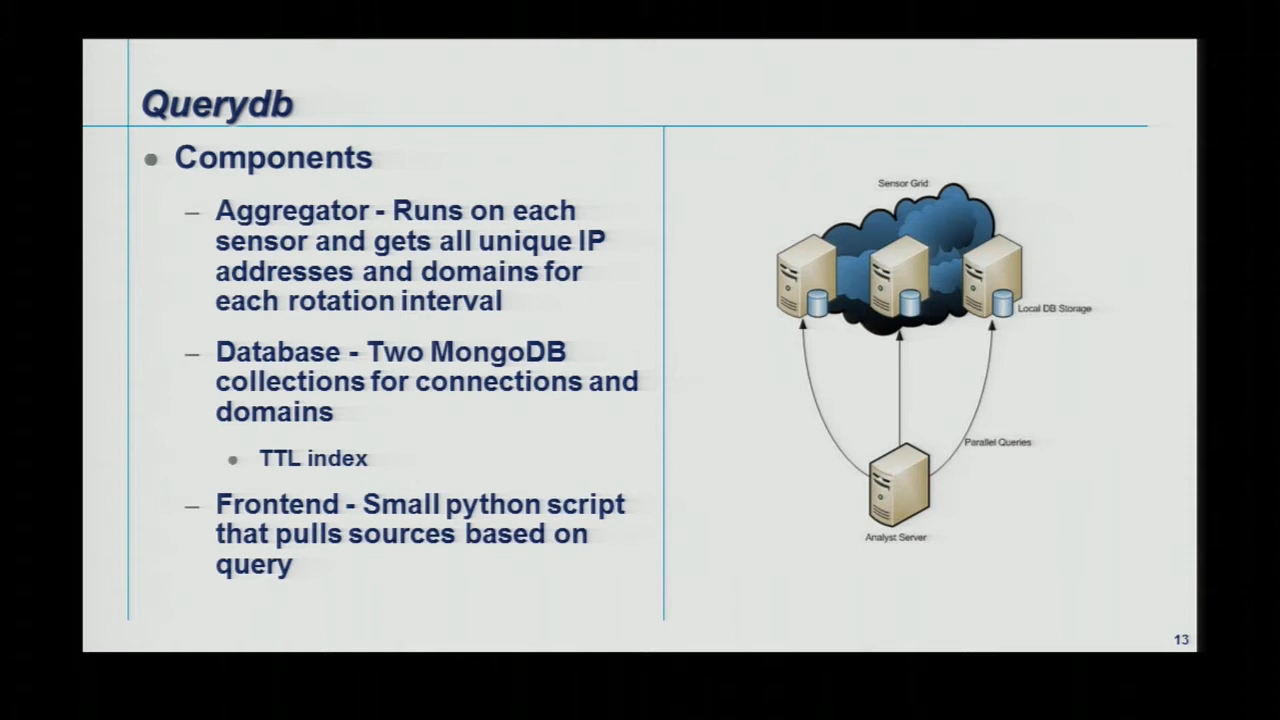 Querydb
• Components
– Aggregator - Runs on each
sensor and gets all unique IP
addresses and domains for
each rotation interval
– Database - Two MongoDB
collections for connections and
domains
• TTL index
– Frontend - Small python script
that pulls sources based on
query
Sensor Grid
Local DB Storage
Parallel Queries
Analyst Server
13